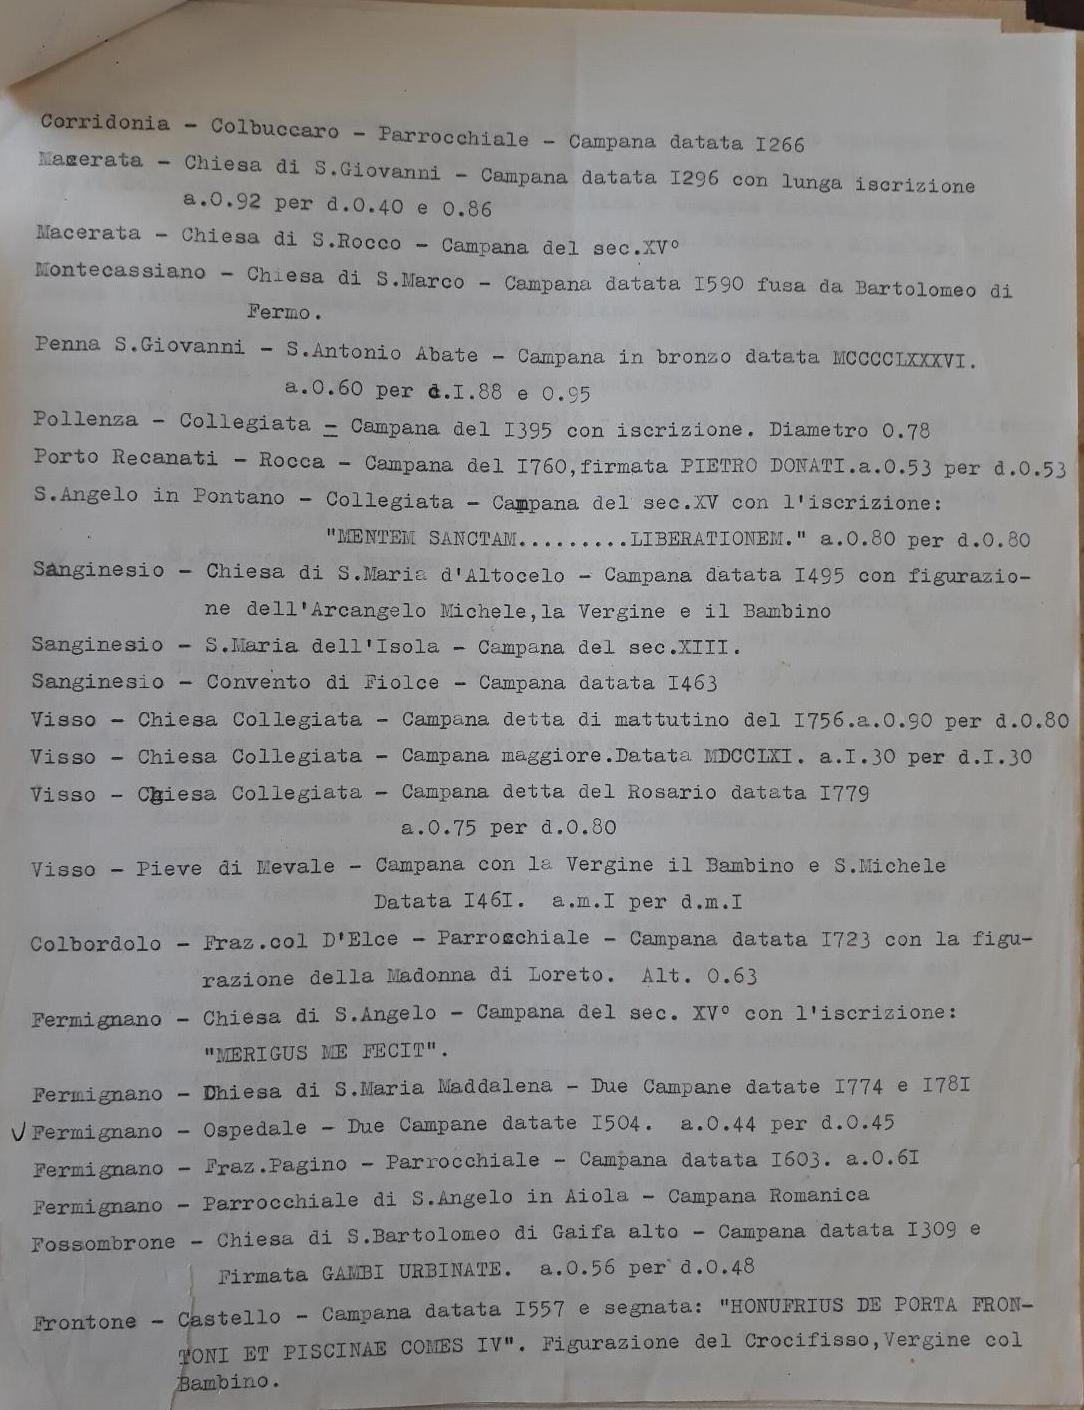 Corridonia - Colbuccaro - Parrocchiale - Campana datata I266
Macerata - Chiesa di S.Giovanni - Campana datata I296 con lunga iscrizione
a.0.92 per d.0.40 e 0.86
Macerata - Chiesa di S.Rocco - Campana del sec.XV°
Montecassiano - Chiesa di S.Marco - Campana datata I590 fusa da Bartolomeo di
Fermo.
Penna S.Giovanni - S.Antonio Abate - Campana in bronzo datata MCCCCLXXXVI.
a.0.60 per d.I.88 e 0.95
Pollenza - Collegiata - Campana del I395 con iscrizione. Diametro 0.78
Porto Recanati - Rocca - Campana del I760,firmata PIETRO DONATI.a.0.53 per d.0.53
S.Angelo in Pontano - Collegiata - Campana del sec.XV con l'iscrizione:
"MENTEM SANCTAM.........LIBERATIONEM." a.0.80 per d.0.80
Sanginesio - Chiesa di S.Maria d'Altocelo - Campana datata I495 con figurazio-
ne dell'Arcangelo Michele,la Vergine e il Bambino
Sanginesio - S.Maria dell'Isola - Campana del sec.XIII.
Sanginesio - Convento di Fiolce - Campana datata I463
Visso - Chiesa Collegiata - Campana detta di mattutino del I756.a.0.90 per d.0.80
Visso - Chiesa Collegiata - Campana maggiore.Datata MDCCLXI. a.I.30 per d.I.30
Visso - Chiesa Collegiata - Campana detta del Rosario datata I779
a.0.75 per d.0.80
Visso - Pieve di Mevale - Campana con la Vergine il Bambino e S.Michele
Datata I46I. a.m.I per d.m.I
Colbordolo - Fraz.col D'Elce - Parrocchiale - Campana datata I723 con la figu-
razione della Madonna di Loreto. Alt. 0.63
Fermignano - Chiesa di S.Angelo - Campana del sec. XV° con l'iscrizione:
"MERIGUS ME FECIT".
Fermignano - Dhiesa di S.Maria Maddalena - Due Campane datate I774 e I78I
Fermignano - Ospedale - Due Campane datate I504. a.0.44 per d.0.45
Fermignano - Fraz.Pagino - Parrocchiale - Campana datata I603. a.0.6I
Fermignano - Parrocchiale di S.Angelo in Aiola - Campana Romanica
Fossombrone - Chiesa di S.Bartolomeo di Gaifa alto - Campana datata I309 e
Firmata GAMBI URBINATE. a.0.56 per d.0.48
Frontone - Castello - Campana datata I557 e segnata: "HONUFRIUS DE PORTA FRON-
TONI ET PISCINAE COMES IV". Figurazione del Crocifisso,Vergine col
Bambino.